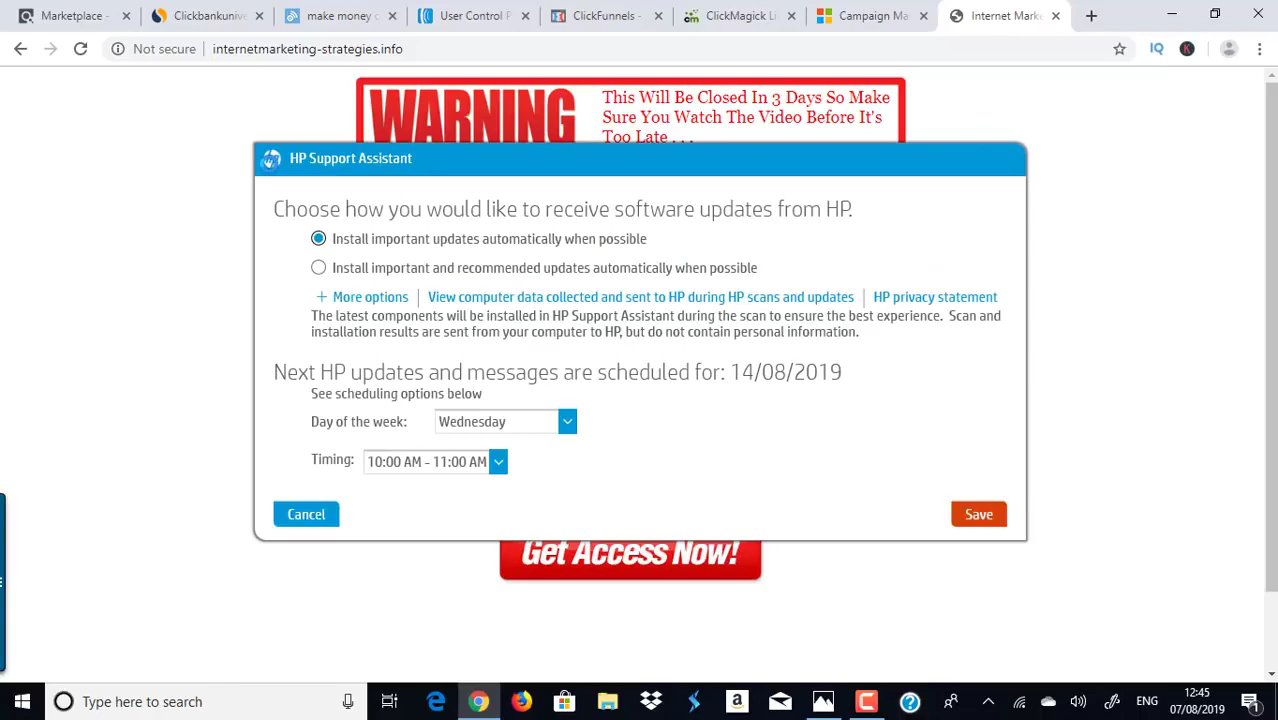 Marketplace -
Clickbankunive
make money c
User Control P
ClickFunnels -
ClickMagick Li
Campaign Ma
Internet Mark
Not secure
internetmarketing-strategies.info
IQ
K
WARNING
This Will Be Closed In 3 Days So Make
Sure You Watch The Video Before It's
Too Late . . .
HP Support Assistant
Choose how you would like to receive software updates from HP.
Install important updates automatically when possible
Install important and recommended updates automatically when possible
+ More options
View computer data collected and sent to HP during HP scans and updates
HP privacy statement
The latest components will be installed in HP Support Assistant during the scan to ensure the best experience. Scan and
installation results are sent from your computer to HP, but do not contain personal information.
Next HP updates and messages are scheduled for: 14/08/2019
See scheduling options below
Day of the week: Wednesday
Timing: 10:00 AM - 11:00 AM
Cancel
Save
Get Access Now!
Type here to search
ENG
12:45
07/08/2019
1